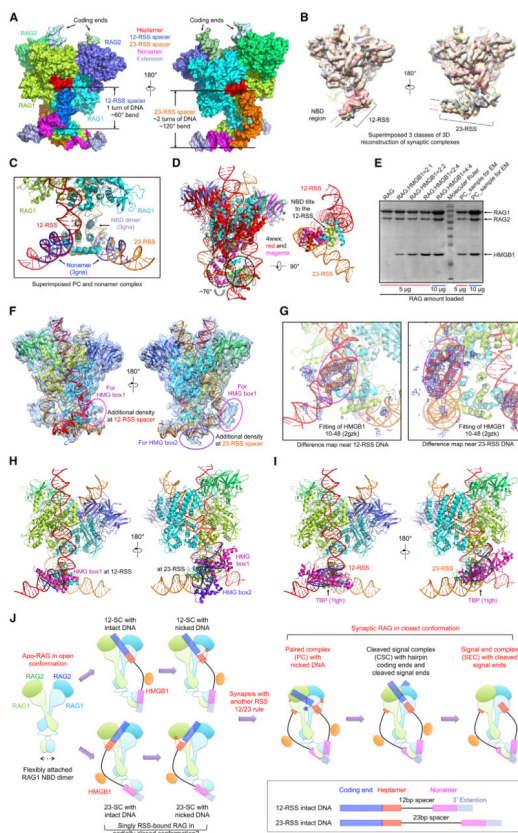 A
Coding ends
Coding ends
RAG2
RAG2
Heptamer
12-RSS spacer
23-RSS spacer
Nonamer
Extension
180°
RAG1
RAG1
12-RSS spacer
1 turn of DNA
~60° bend
23-RSS spacer
~2 turns of DNA
~120° bend
B
180°
NBD
region
12-RSS
23-RSS
Superimposed 3 classes of 3D
reconstruction of synaptic complexes
C
RAG1
RAG1
12-RSS
NBD dimer
(3gna)
23-RSS
Nonamer
(3gna)
Superimposed PC and nonamer complex
D
NBD tilts
to the
12-RSS
12-RSS
4wwx:
red and
magenta
23-RSS
~76°
90°
E
RAG
RAG:HMGB1=2:1
RAG:HMGB1=2:2
RAG:HMGB1=2:4
RAG:HMGB1=4:4
Molecular Ruler
PC_sample for EM
PC_sample for EM
RAG1
RAG2
HMGB1
5 µg
10 µg
5 µg
10 µg
RAG amount loaded
F
180°
For
HMG box1
For
HMG box1
Additional density
at 12-RSS spacer
For HMG box2
Additional density
at 23-RSS spacer
G
Fitting of HMGB1
10-48 (2gzk)
Difference map near 12-RSS DNA
Fitting of HMGB1
10-48 (2gzk)
Difference map near 23-RSS DNA
H
180°
HMG box1 at 12-RSS
at 23-RSS
HMG
box1
HMG
box2
I
180°
12-RSS
23-RSS
TBP (1tgh)
TBP (1tgh)
J
Apo-RAG in open
conformation
RAG2
RAG2
RAG1
RAG1
Flexibly attached
RAG1 NBD dimer
12-SC with
intact DNA
12-SC with
nicked DNA
HMGB1
HMGB1
23-SC with
intact DNA
23-SC with
nicked DNA
Singly RSS-bound RAG in
partially closed conformation?
Synapsis with
another RSS
12/23 rule
Synaptic RAG in closed conformation
Paired complex
(PC) with
nicked DNA
Cleaved signal complex
(CSC) with hairpin
coding ends and
cleaved signal ends
Signal end complex
(SEC) with cleaved
signal ends
Coding end
Heptamer
Nonamer
12bp spacer
3' Extention
12-RSS intact DNA
23bp spacer
23-RSS intact DNA